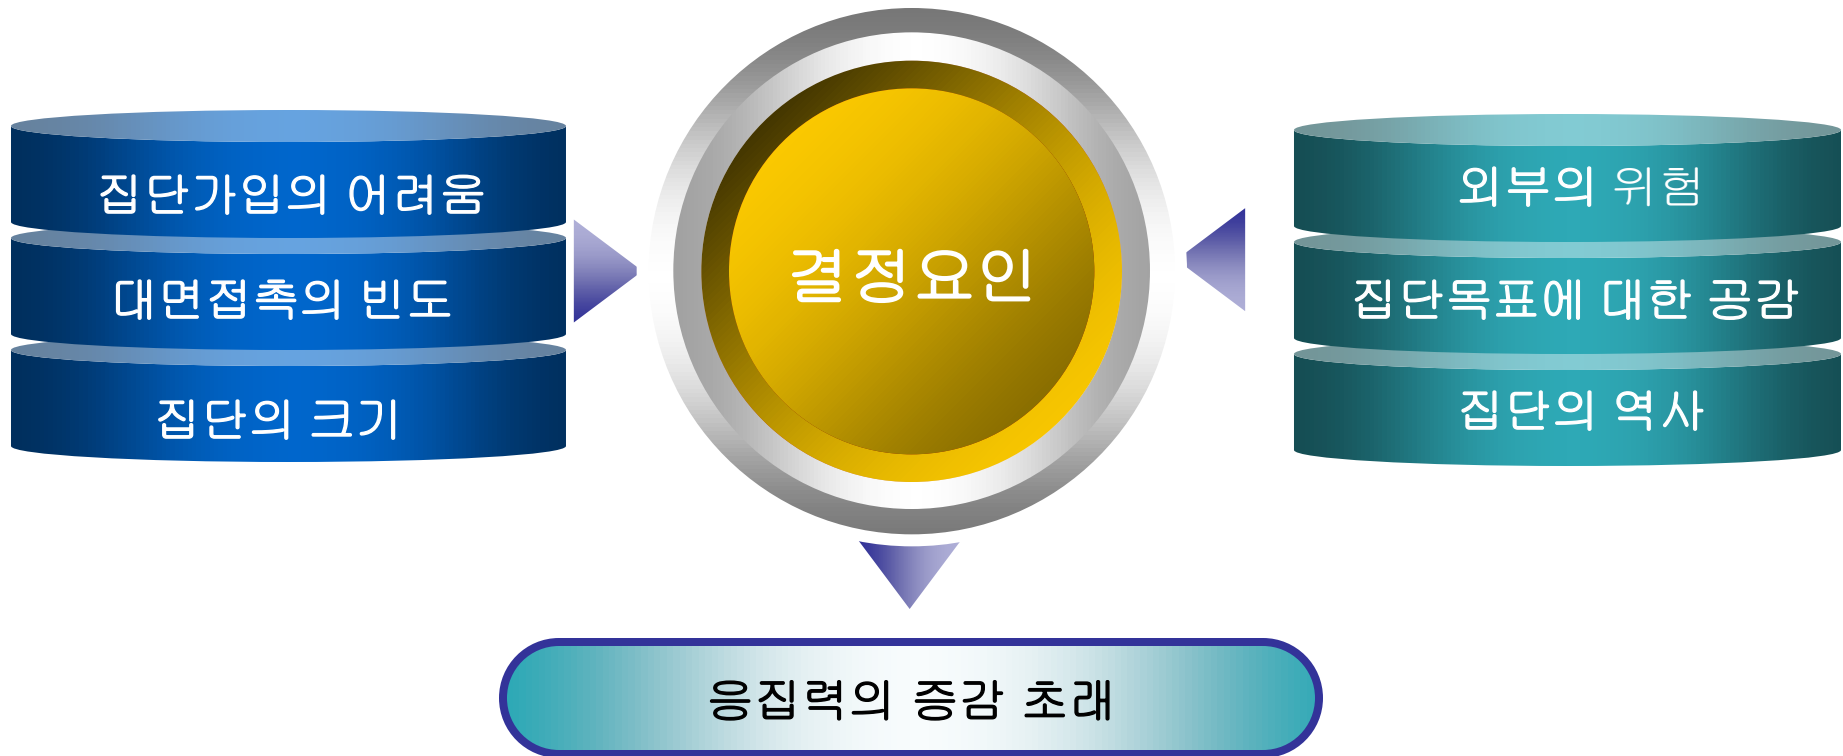 집단가입의 어려움
대면접촉의 빈도
집단의 크기
결정요인
외부의 위험
집단목표에 대한 공감
집단의 역사
응집력의 증감 초래